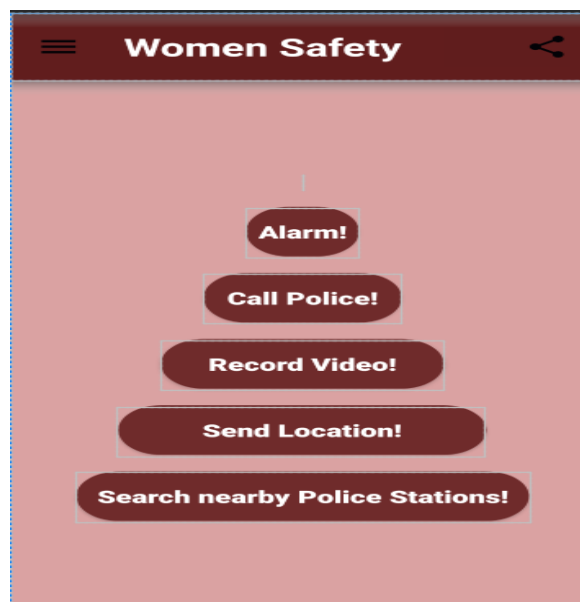 Women Safety
Alarm!
Call Police!
Record Video!
Send Location!
Search nearby Police Stations!